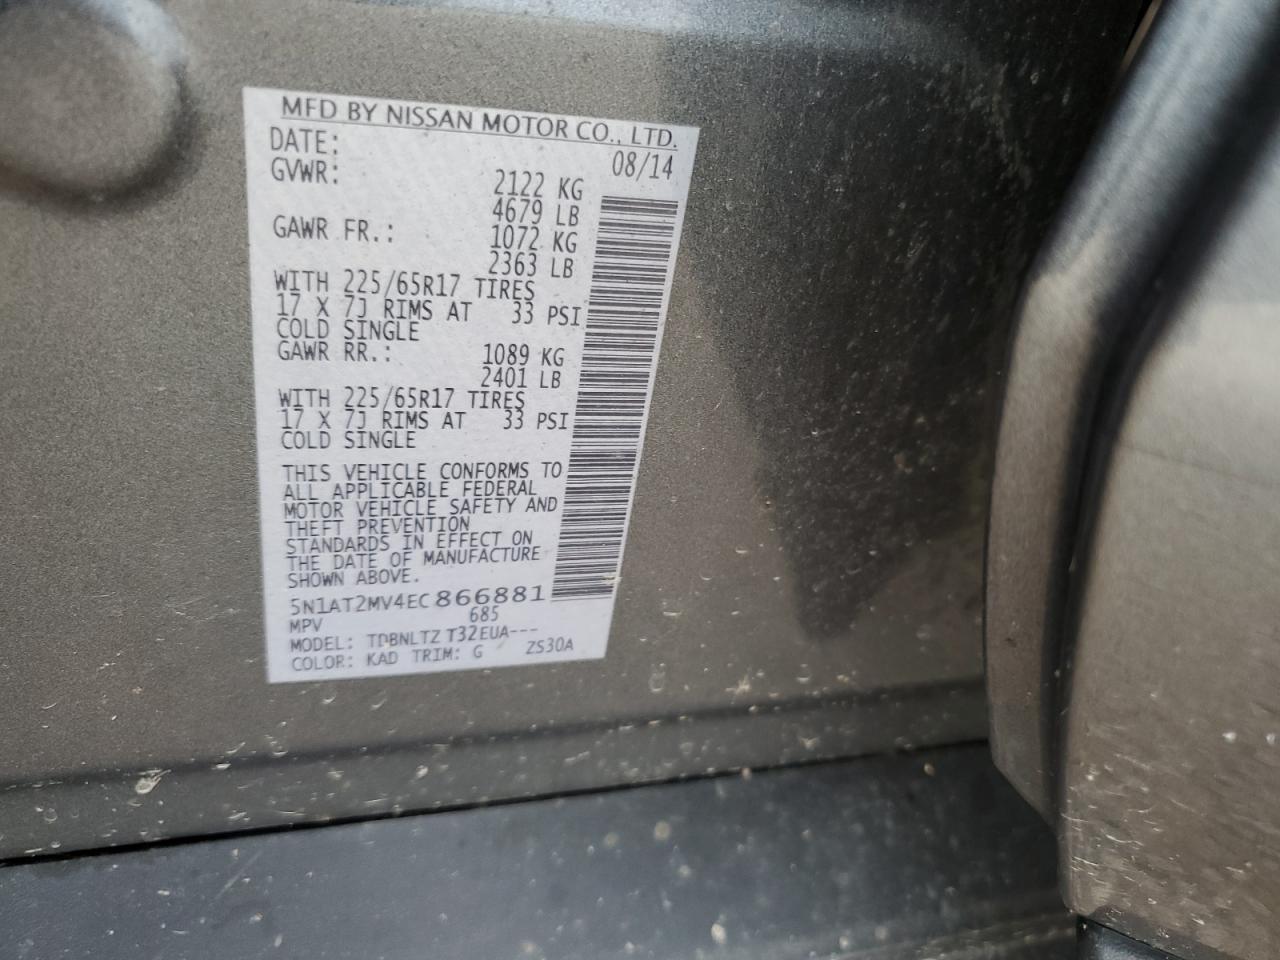 MFD BY NISSAN MOTOR CO., LTD.
DATE: 08/14
GVWR: 2122 KG
4679 LB
GAWR FR.: 1072 KG
2363 LB
WITH 225/65R17 TIRES
17 X 7J RIMS AT 33 PSI
COLD SINGLE
GAWR RR.: 1089 KG
2401 LB
WITH 225/65R17 TIRES
17 X 7J RIMS AT 33 PSI
COLD SINGLE
THIS VEHICLE CONFORMS TO
ALL APPLICABLE FEDERAL
MOTOR VEHICLE SAFETY AND
THEFT PREVENTION
STANDARDS IN EFFECT ON
THE DATE OF MANUFACTURE
SHOWN ABOVE.
5N1AT2MV4EC866881
MPV 685
MODEL: TDBNLTZ T32EUA---
COLOR: KAD TRIM: G ZS30A